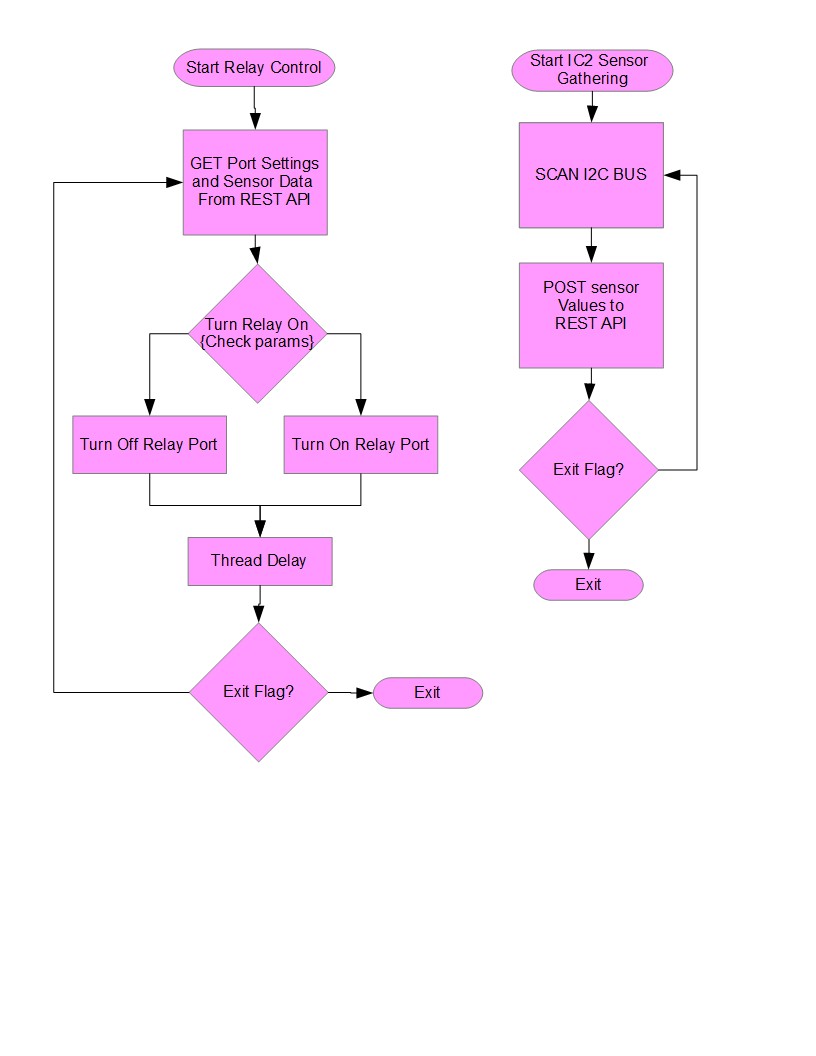 Start Relay Control
GET Port Settings
and Sensor Data
From REST API
Turn Relay On
{Check params}
Turn Off Relay Port
Turn On Relay Port
Thread Delay
Exit Flag?
Exit
Start IC2 Sensor
Gathering
SCAN I2C BUS
POST sensor
Values to
REST API
Exit Flag?
Exit